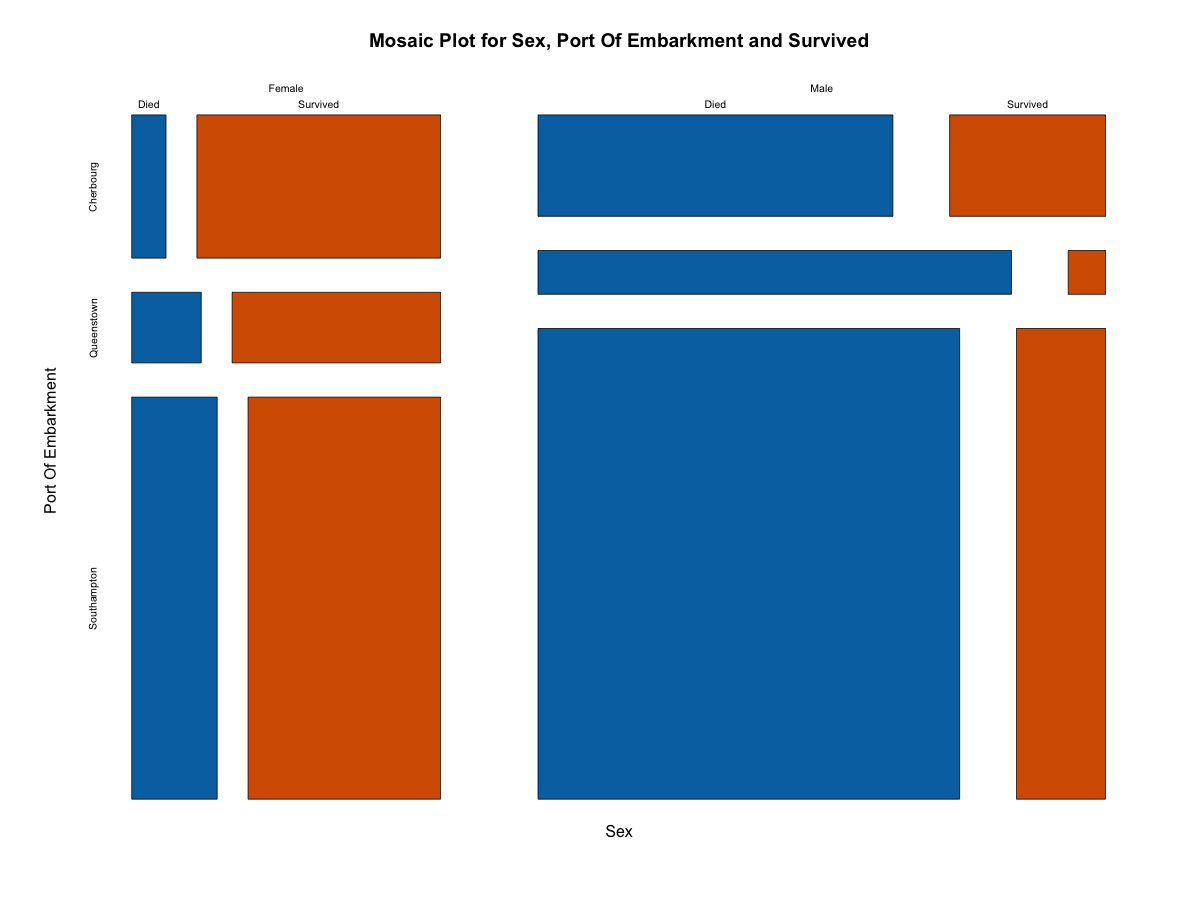 Mosaic Plot for Sex, Port Of Embarkment and Survived
Female
Male
Died
Survived
Died
Survived
Cherbourg
Queenstown
Southampton
Port Of Embarkment
Sex